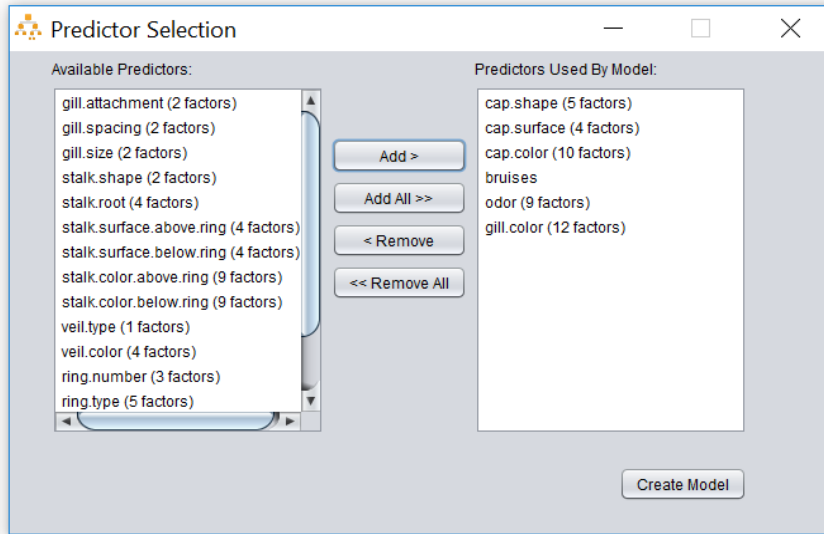 Predictor Selection
Available Predictors:
gill.attachment (2 factors)
gill.spacing (2 factors)
gill.size (2 factors)
stalk.shape (2 factors)
stalk.root (4 factors)
stalk.surface.above.ring (4 factors)
stalk.surface.below.ring (4 factors)
stalk.color.above.ring (9 factors)
stalk.color.below.ring (9 factors)
veil.type (1 factors)
veil.color (4 factors)
ring.number (3 factors)
ring.type (5 factors)
Add >
Add All >>
< Remove
<< Remove All
Predictors Used By Model:
cap.shape (5 factors)
cap.surface (4 factors)
cap.color (10 factors)
bruises
odor (9 factors)
gill.color (12 factors)
Create Model